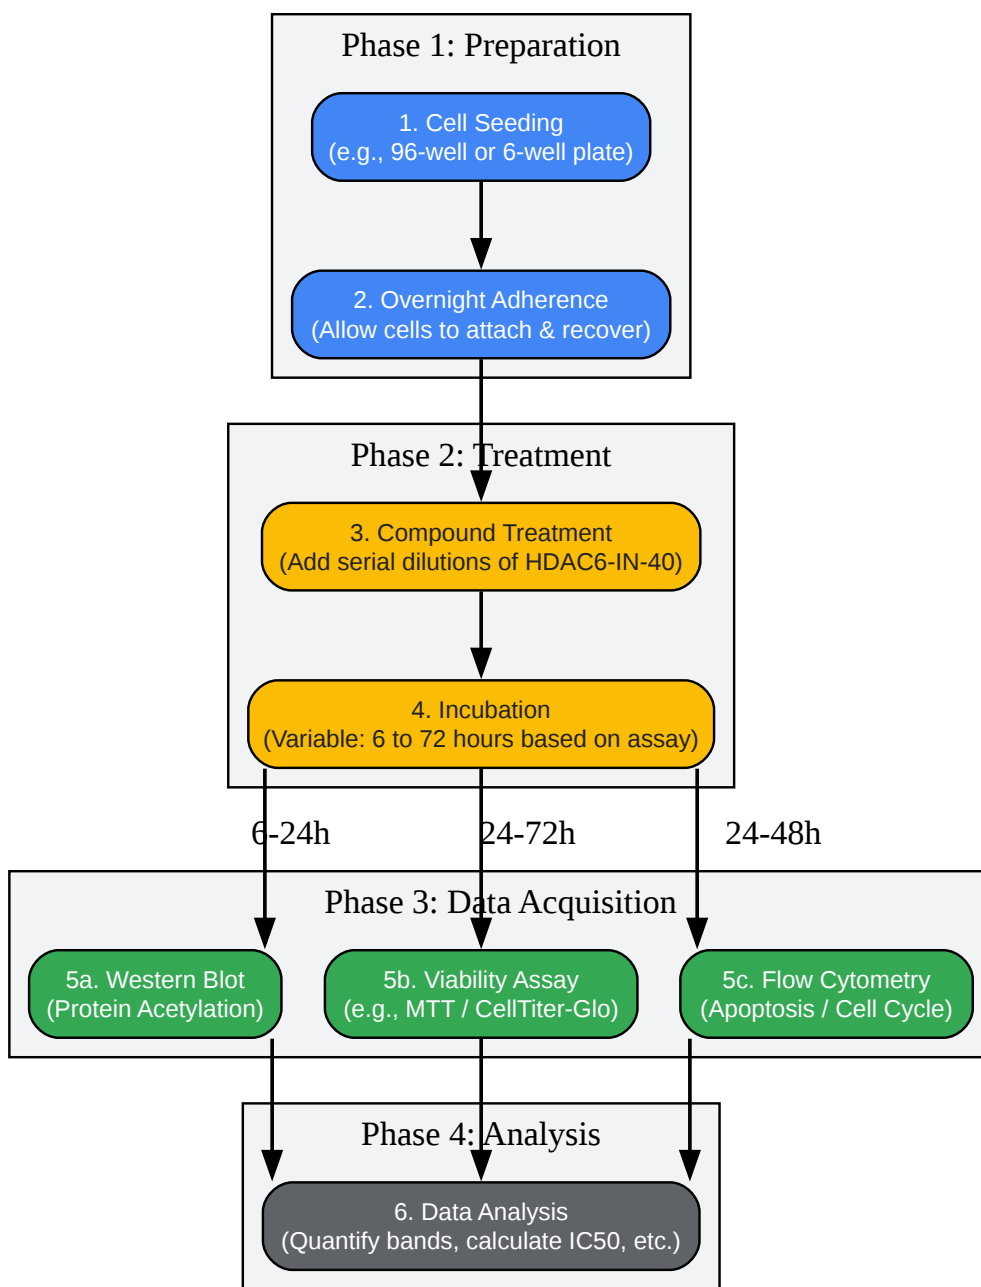 Phase 1: Preparation
1. Cell Seeding
(e.g., 96-well or 6-well plate)
2. Overnight Adherence
(Allow cells to attach & recover)
Phase 2: Treatment
3. Compound Treatment
(Add serial dilutions of HDAC6-IN-40)
4. Incubation
(Variable: 6 to 72 hours based on assay)
6-24h
24-72h
24-48h
Phase 3: Data Acquisition
5a. Western Blot
(Protein Acetylation)
5b. Viability Assay
(e.g., MTT / CellTiter-Glo)
5c. Flow Cytometry
(Apoptosis / Cell Cycle)
Phase 4: Analysis
6. Data Analysis
(Quantify bands, calculate IC50, etc.)